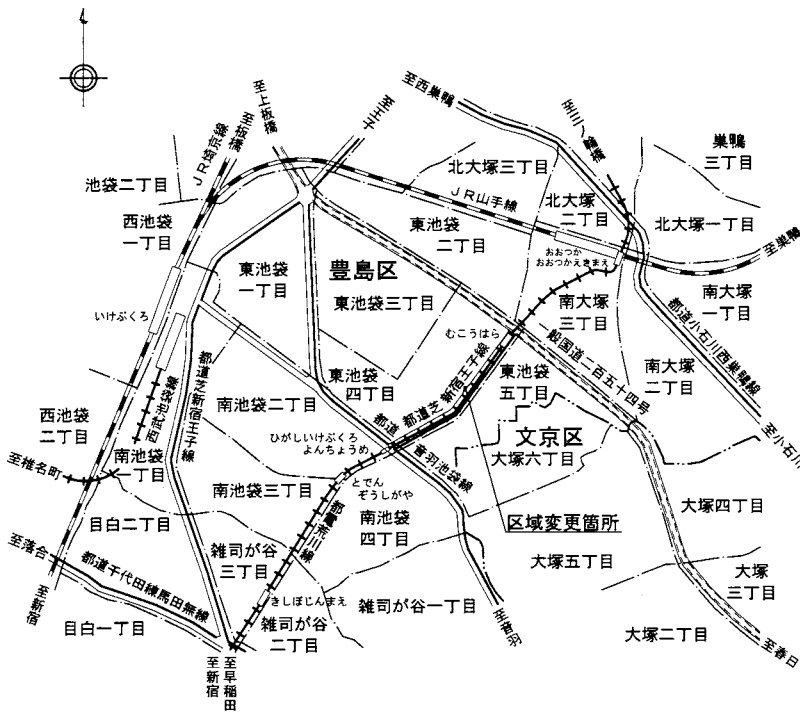 至西巣鴨
至上板橋
至板橋
JR埼京線
至王子
至三ノ輪橋
巣鴨
三丁目
池袋二丁目
北大塚三丁目
JR山手線
西池袋
一丁目
北大塚
二丁目
北大塚一丁目
東池袋
二丁目
至巣鴨
おおつか
おおつかえきまえ
東池袋
一丁目
豊島区
東池袋三丁目
南大塚
三丁目
南大塚
一丁目
いけぶくろ
むこうはら
一般国道二百五十四号
都道小石川西巣鴨線
南大塚
二丁目
東池袋
四丁目
東池袋
五丁目
都道芝新宿王子線
西武池袋線
南池袋二丁目
都道
都道芝新宿王子線
西池袋
二丁目
ひがしいけぶくろ
よんちょうめ
音羽池袋線
文京区
大塚六丁目
至小石川
至椎名町
南池袋
一丁目
南池袋三丁目
とでん
ぞうしがや
大塚四丁目
目白二丁目
都電荒川線
南池袋
四丁目
区域変更箇所
至落合
都道千代田練馬田無線
雑司が谷
三丁目
大塚五丁目
大塚
三丁目
至新宿
きしぼじんまえ
雑司が谷一丁目
目白一丁目
雑司が谷
二丁目
至音羽
大塚二丁目
至春日
至新宿
至早稲田